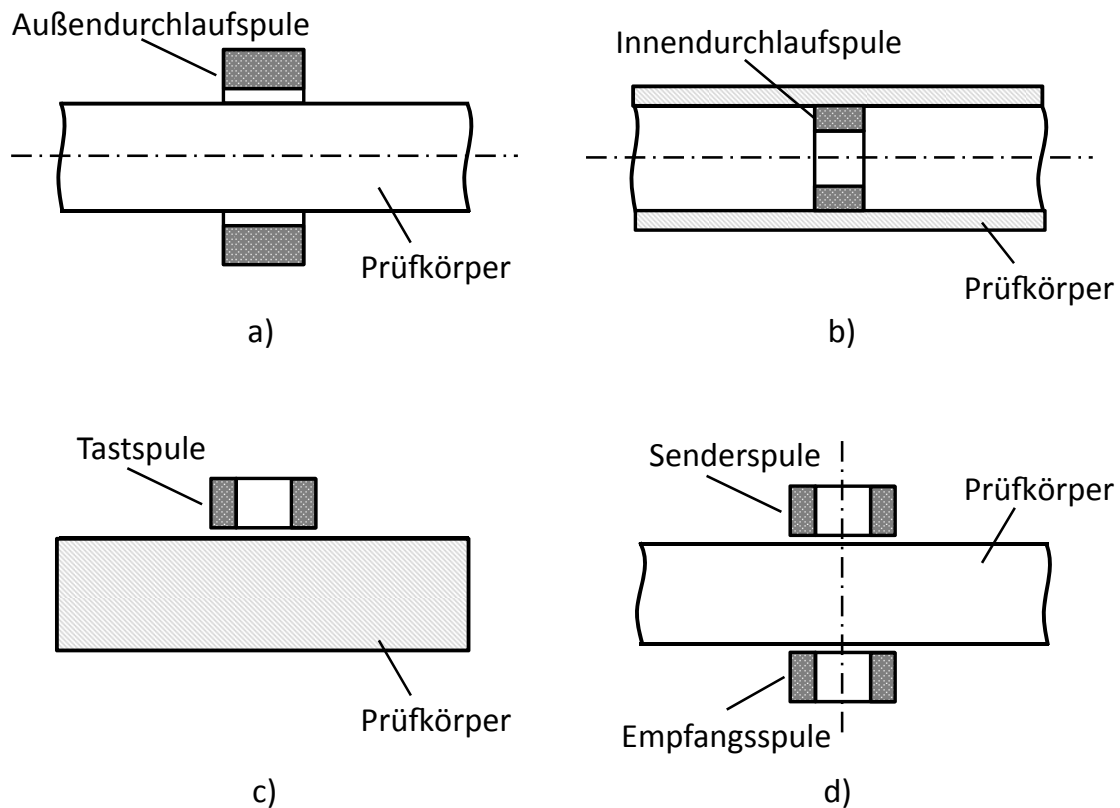 Außendurchlaufspule
Prüfkörper
a)
Innendurchlaufspule
Prüfkörper
b)
Tastspule
Prüfkörper
c)
Senderspule
Prüfkörper
Empfangsspule
d)